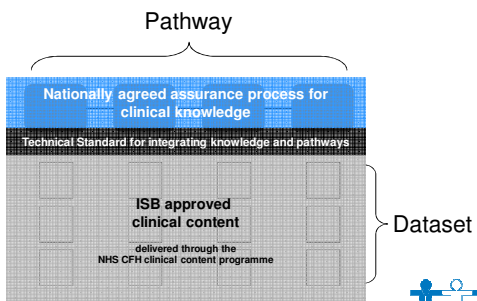 Pathway
Nationally agreed assurance process for
clinical knowledge
Technical Standard for integrating knowledge and pathways
ISB approved
clinical content
delivered through the
NHS CFH clinical content programme
Dataset